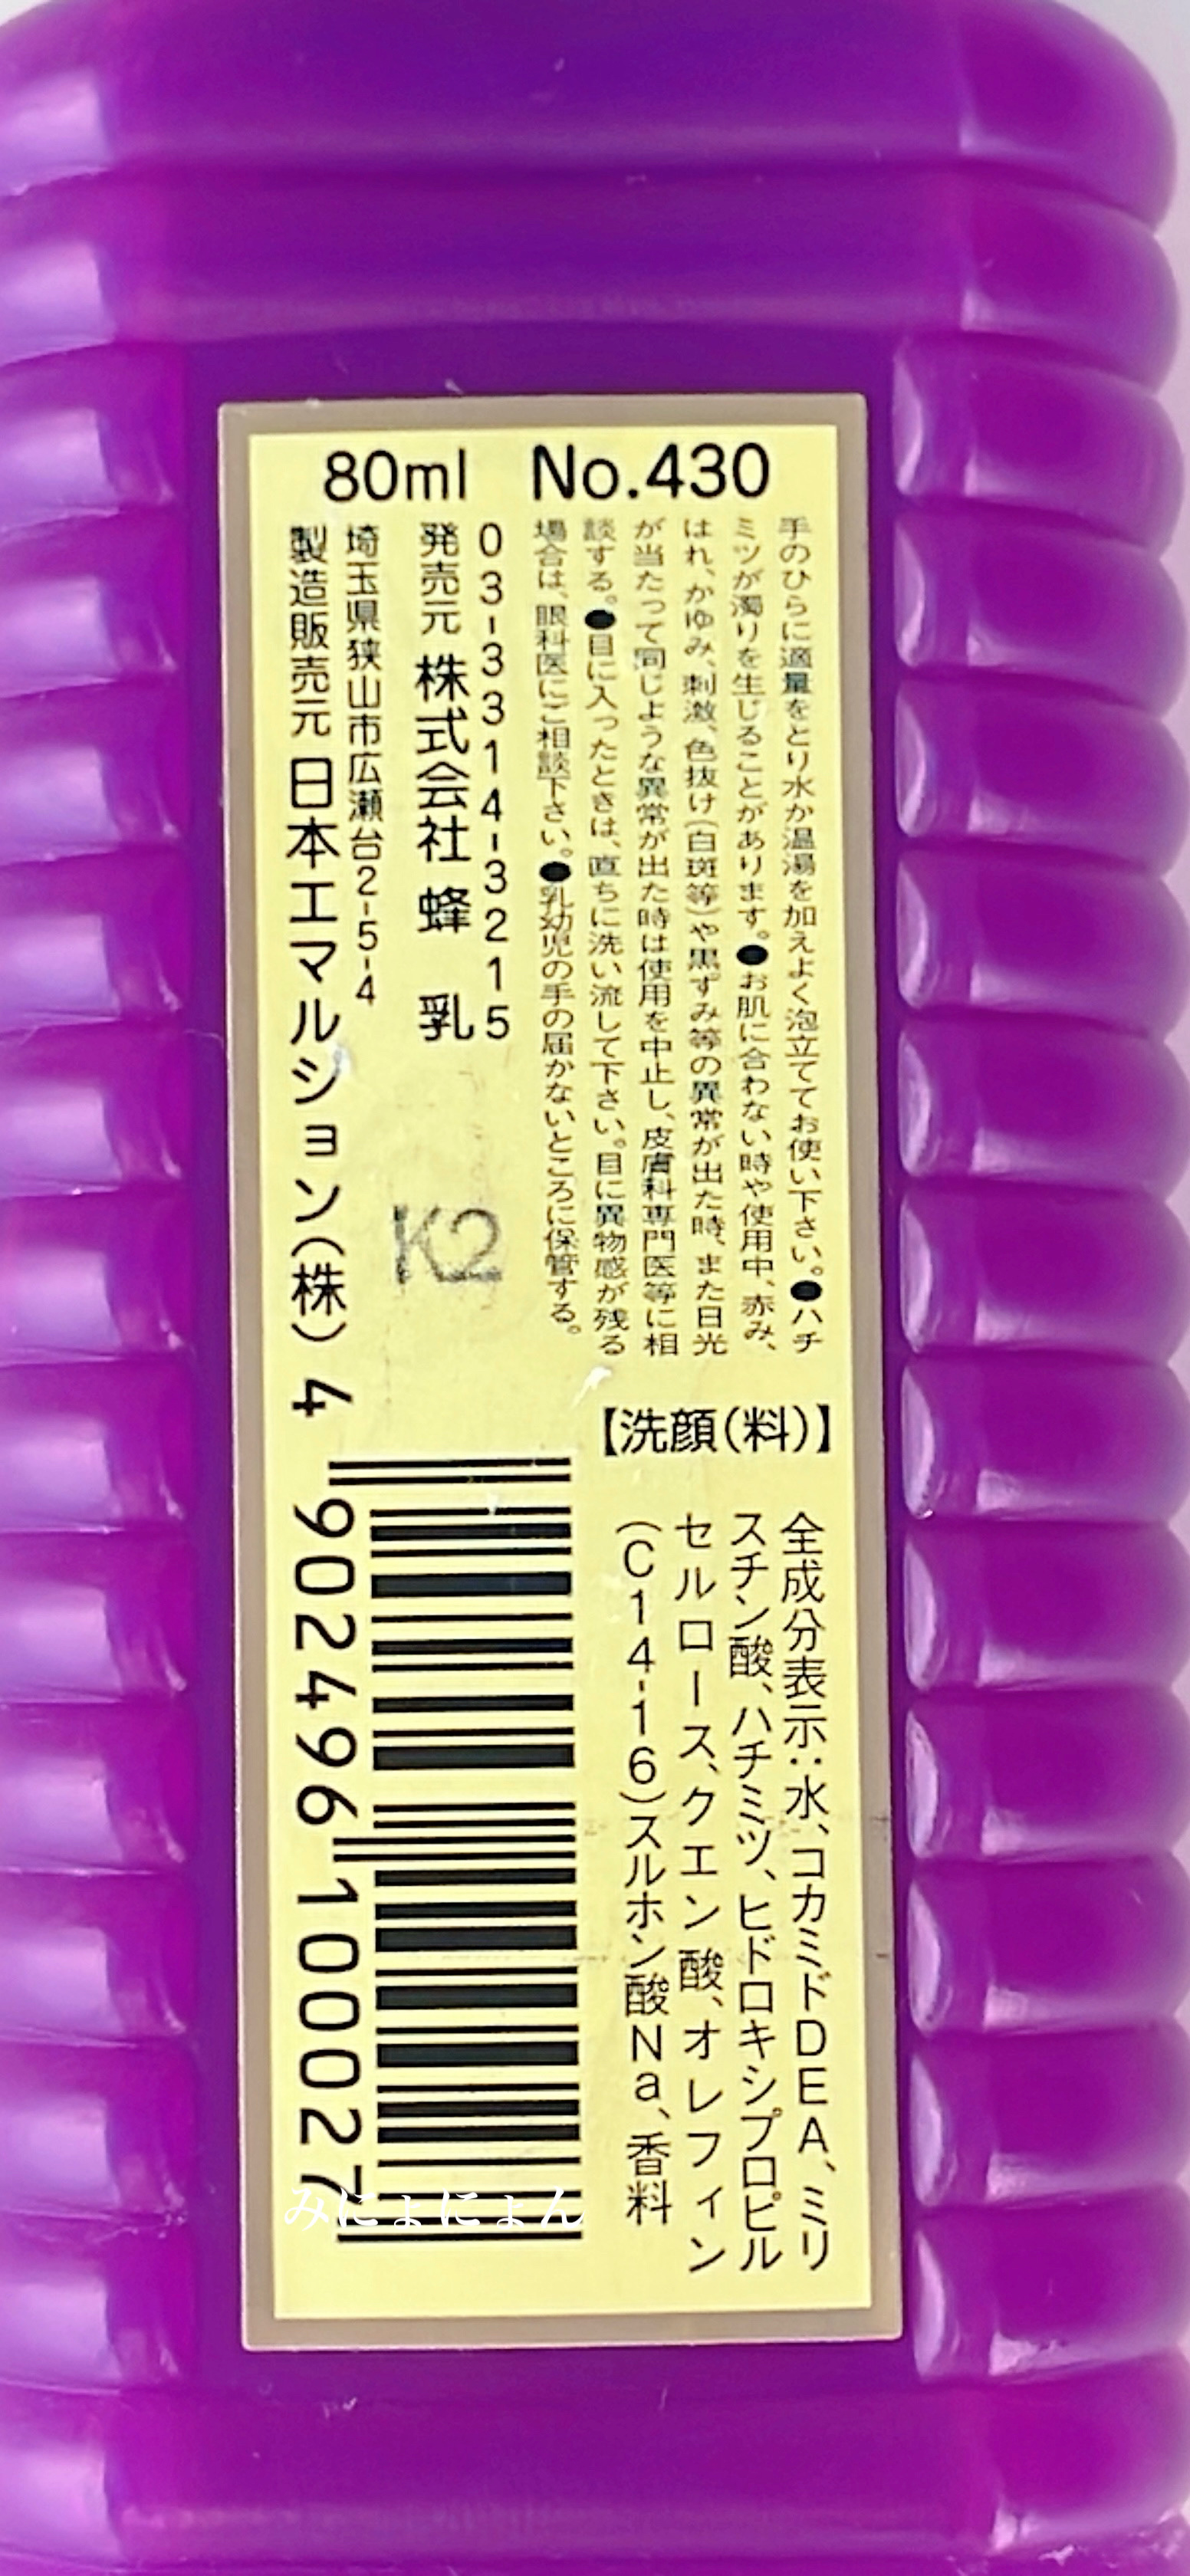 80ml No.430
手のひらに適量をとり水か温湯を加えよく泡立ててお使い下さい。●ハチ
ミツが濁りを生じることがあります。●お肌に合わない時や使用中、赤み、
はれ、かゆみ、刺激、色抜け(白斑等)や黒ずみ等の異常が出た時、また日光
が当たって同じような異常が出た時は使用を中止し、皮膚科専門医等に相
談する。●目に入ったときは、直ちに洗い流して下さい。目に異物感が残る
場合は、眼科医にご相談下さい。●乳幼児の手の届かないところに保管する。
03-3314-3215
発売元 株式会社 蜂 乳
埼玉県狭山市広瀬台2-5-4
製造販売元 日本エマルション(株)
K2
【洗顔(料)】
全成分表示:水、コカミドDEA、ミリ
スチン酸、ハチミツ、ヒドロキシプロピル
セルロース、クエン酸、オレフィン
(C14-16)スルホン酸Na、香料
4 902496 100027
みにょにょん